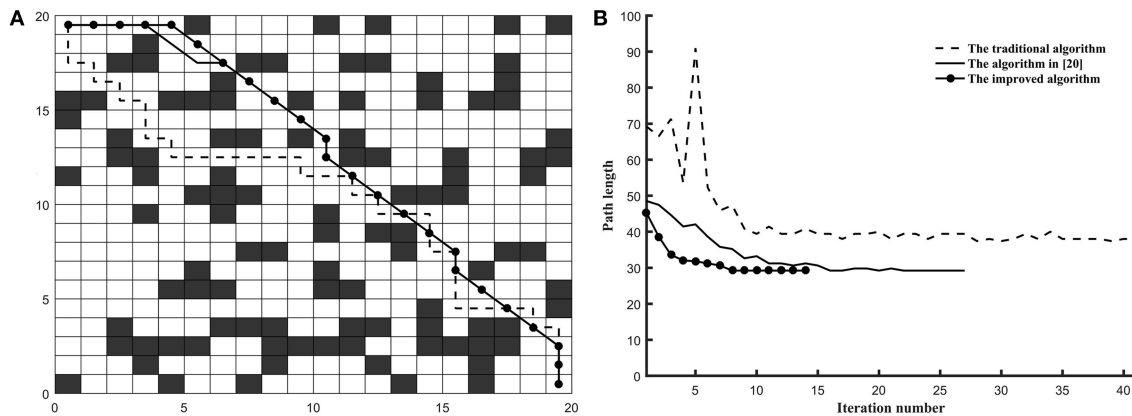 A
20
15
10
5
0
0 5 10 15 20
B
100
90
80
70
60
50
40
30
20
10
0
Path length
The traditional algorithm
The algorithm in [20]
The improved algorithm
5 10 15 20 25 30 35 40
Iteration number